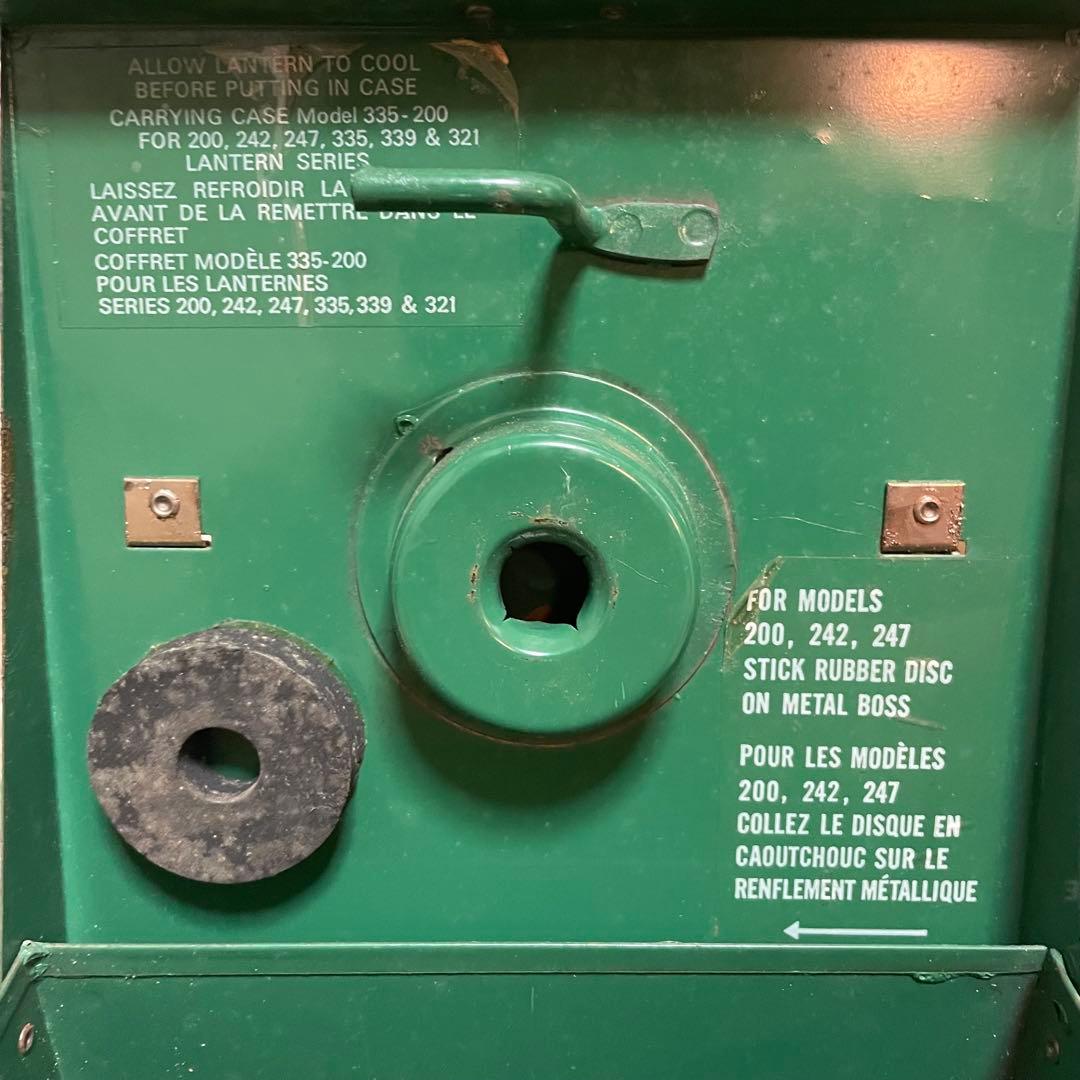 ALLOW LANTERN TO COOL
BEFORE PUTTING IN CASE
CARRYING CASE Model 335-200
FOR 200, 242, 247, 335, 339 & 321
LANTERN SERIES
LAISSEZ REFROIDIR LA
AVANT DE LA REMETTRE DANS LE
COFFRET
COFFRET MODÈLE 335-200
POUR LES LANTERNES
SERIES 200, 242, 247, 335, 339 & 321
FOR MODELS
200, 242, 247
STICK RUBBER DISC
ON METAL BOSS
POUR LES MODÈLES
200, 242, 247
COLLEZ LE DISQUE EN
CAOUTCHOUC SUR LE
RENFLEMENT MÉTALLIQUE